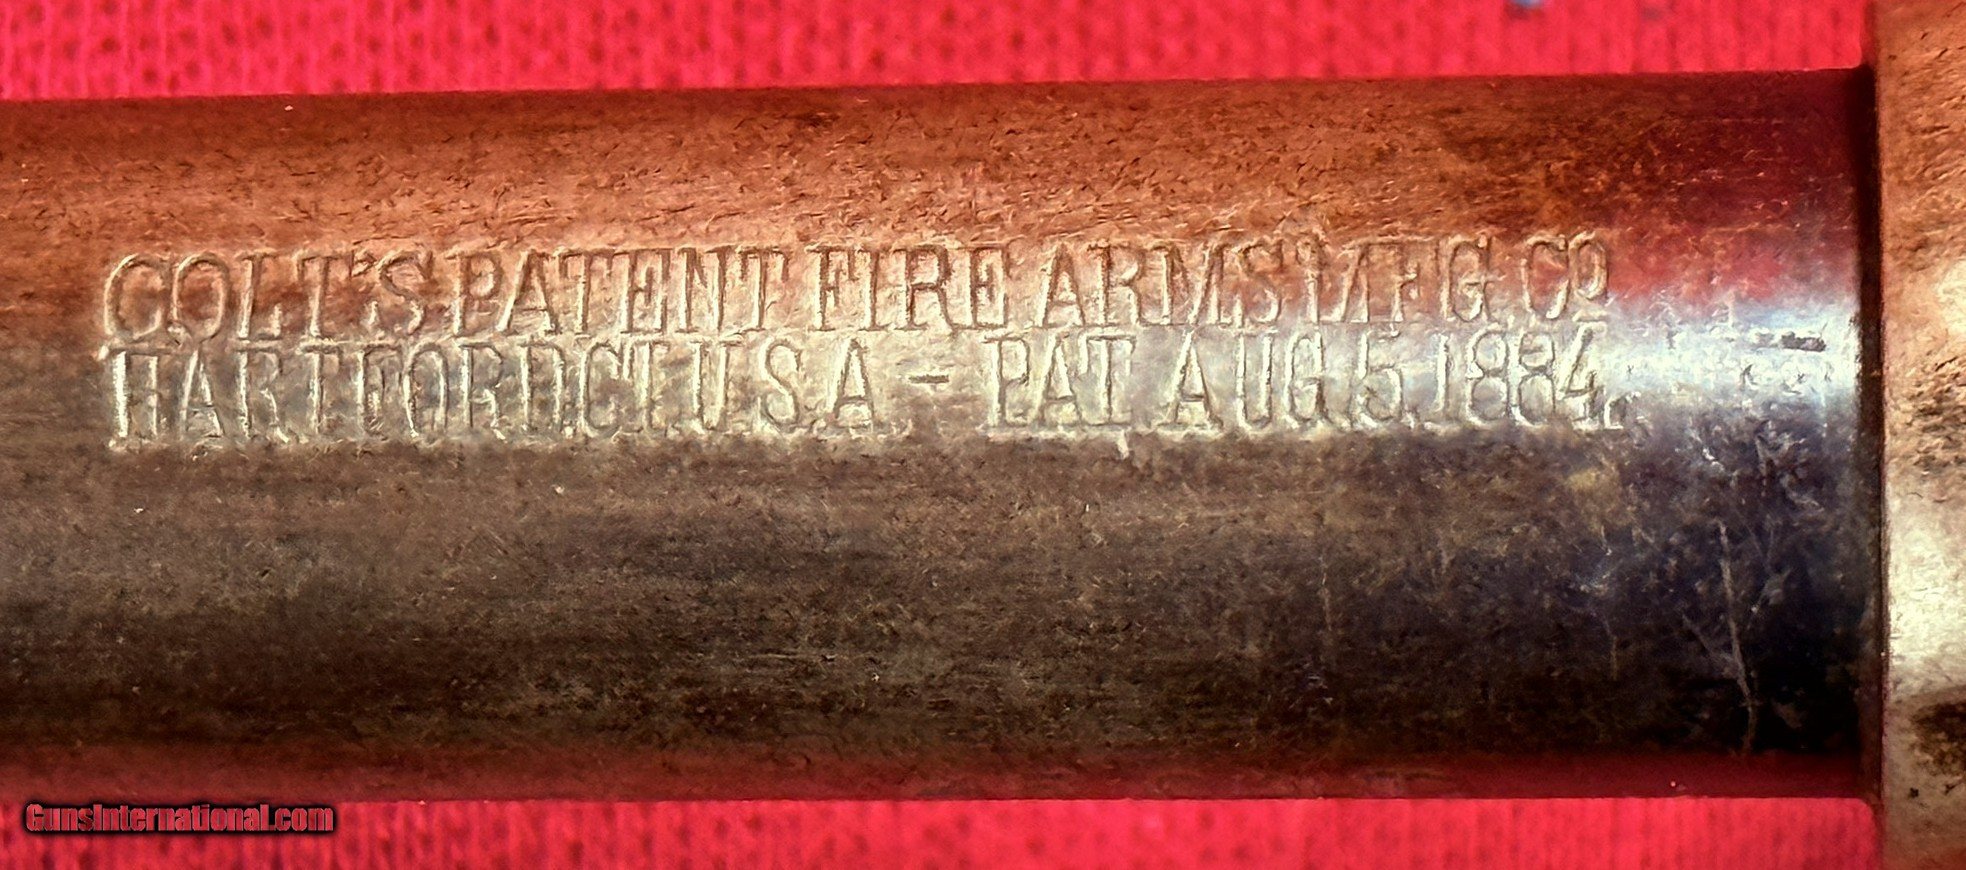 COLT'S PATENT FIRE ARMS MFG. Co
HARTFORD.CT.U.S.A. - PAT. AUG.5.1884.
GunsInternational.com